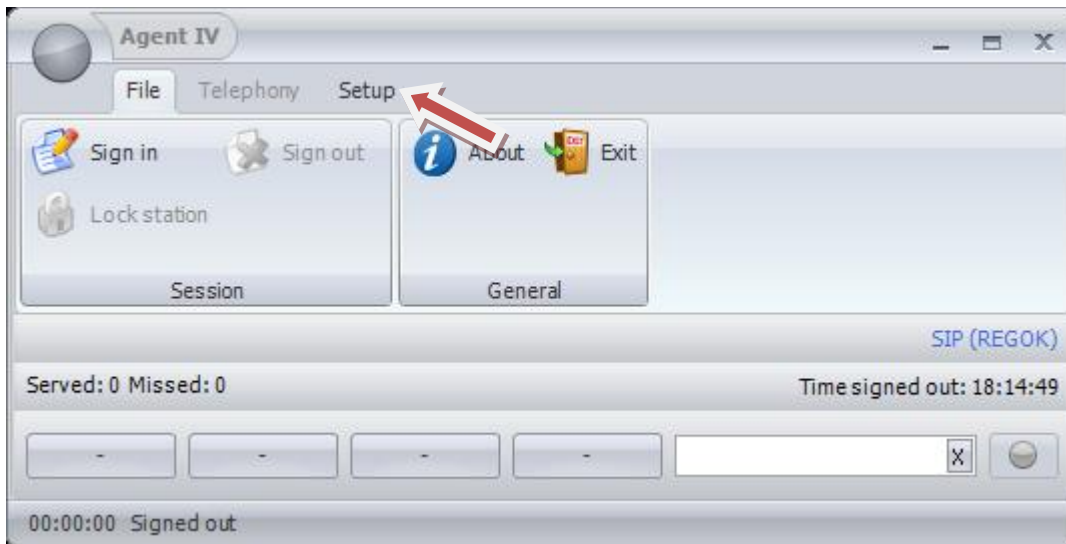 Agent IV
File Telephony Setup
Sign in Sign out About EXIT Exit
Lock station
Session General
SIP (REGOK)
Served: 0 Missed: 0 Time signed out: 18:14:49
- - - - X
00:00:00 Signed out